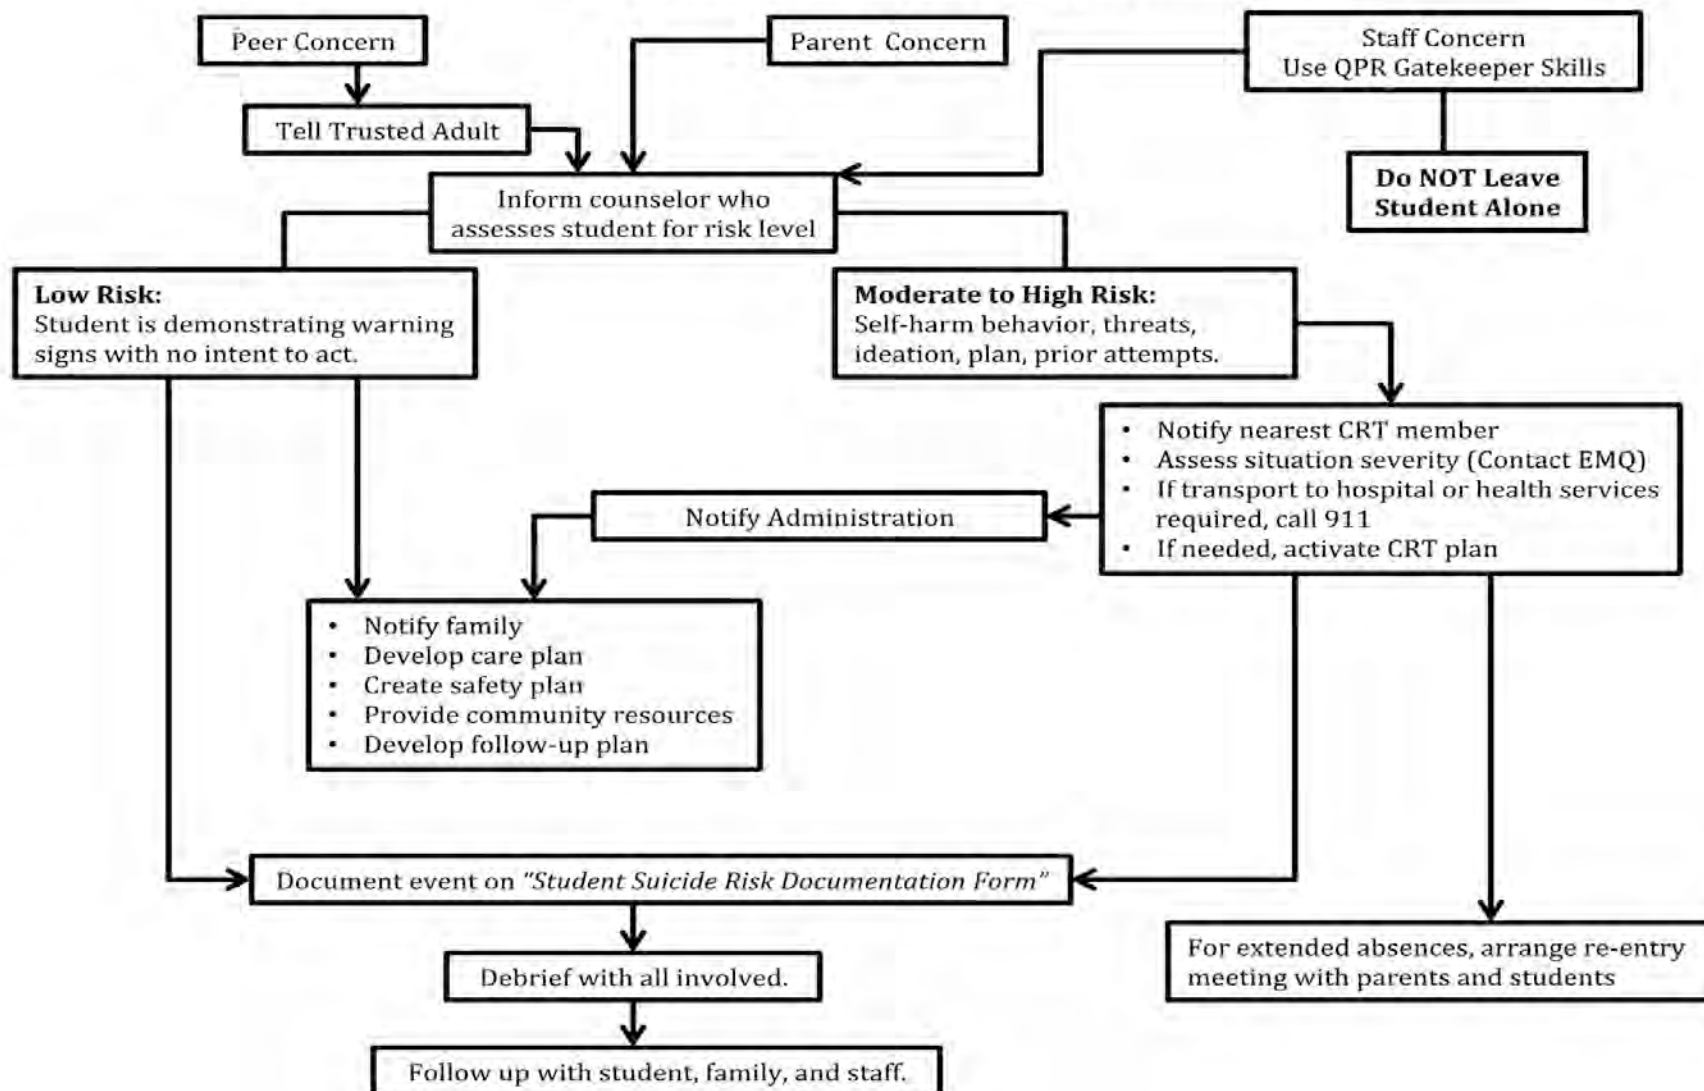 Peer Concern
Parent Concern
Staff Concern
Use QPR Gatekeeper Skills
Tell Trusted Adult
Do NOT Leave
Student Alone
Inform counselor who
assesses student for risk level
Low Risk:
Student is demonstrating warning
signs with no intent to act.
Moderate to High Risk:
Self-harm behavior, threats,
ideation, plan, prior attempts.
• Notify nearest CRT member
• Assess situation severity (Contact EMQ)
• If transport to hospital or health services
required, call 911
• If needed, activate CRT plan
Notify Administration
• Notify family
• Develop care plan
• Create safety plan
• Provide community resources
• Develop follow-up plan
Document event on "Student Suicide Risk Documentation Form"
For extended absences, arrange re-entry
meeting with parents and students
Debrief with all involved.
Follow up with student, family, and staff.